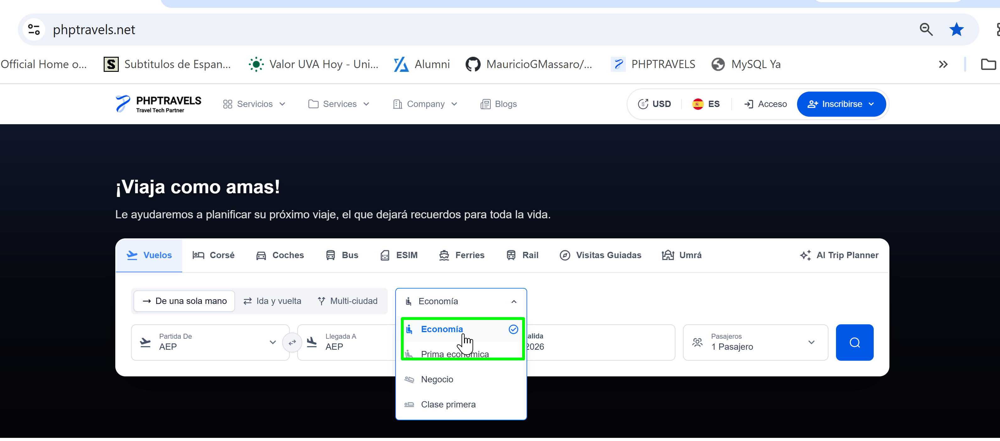 phptravels.net
Official Home o...
Subtitulos de Espan...
Valor UVA Hoy - Uni...
Alumni
MauricioGMassaro/...
PHPTRAVELS
MySQL Ya
PHPTRAVELS
Travel Tech Partner
Servicios
Services
Company
Blogs
USD
ES
Acceso
Inscribirse
¡Viaja como amas!
Le ayudaremos a planificar su próximo viaje, el que dejará recuerdos para toda la vida.
Vuelos
Corsé
Coches
Bus
ESIM
Ferries
Rail
Visitas Guiadas
Umrá
AI Trip Planner
De una sola mano
Ida y vuelta
Multi-ciudad
Economía
Partida De
AEP
Llegada A
AEP
Economía
Prima económica
Negocio
Clase primera
alida
2026
Pasajeros
1 Pasajero